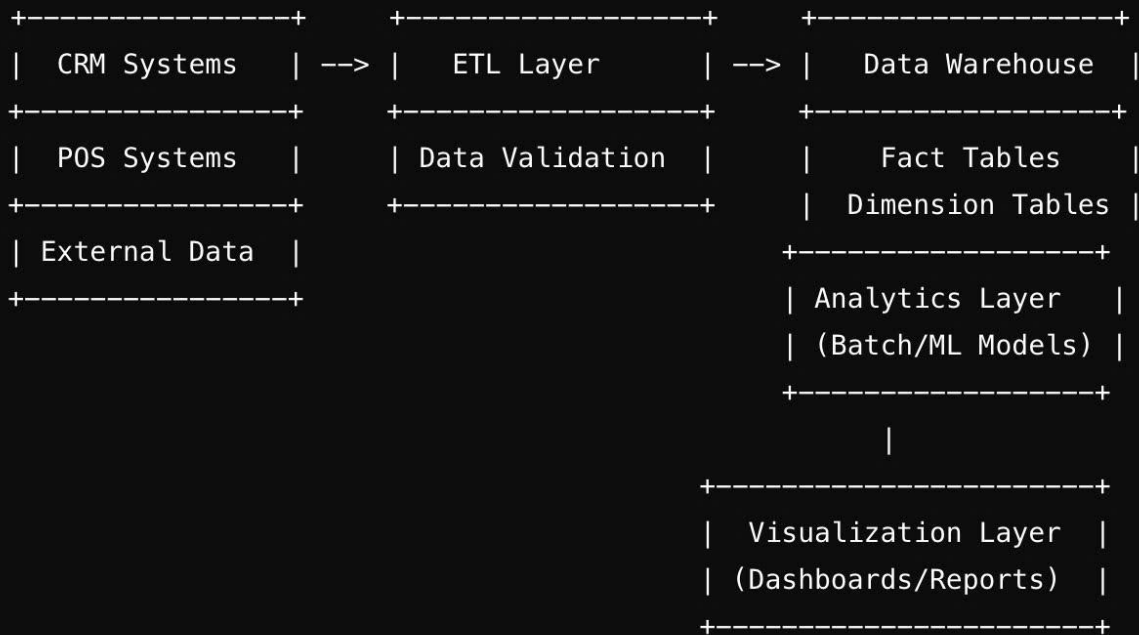 +----------------+     +------------------+     +------------------+
|  CRM Systems   | --> |   ETL Layer      | --> |   Data Warehouse  |
+----------------+     +------------------+     +------------------+
|  POS Systems   |     | Data Validation  |     |    Fact Tables    |
+----------------+     +------------------+     |  Dimension Tables |
| External Data  |                             +------------------+
+----------------+                             | Analytics Layer   |
                                               | (Batch/ML Models) |
                                               +------------------+
                                                     |
                                          +----------------------+
                                          |  Visualization Layer  |
                                          | (Dashboards/Reports)  |
                                          +----------------------+